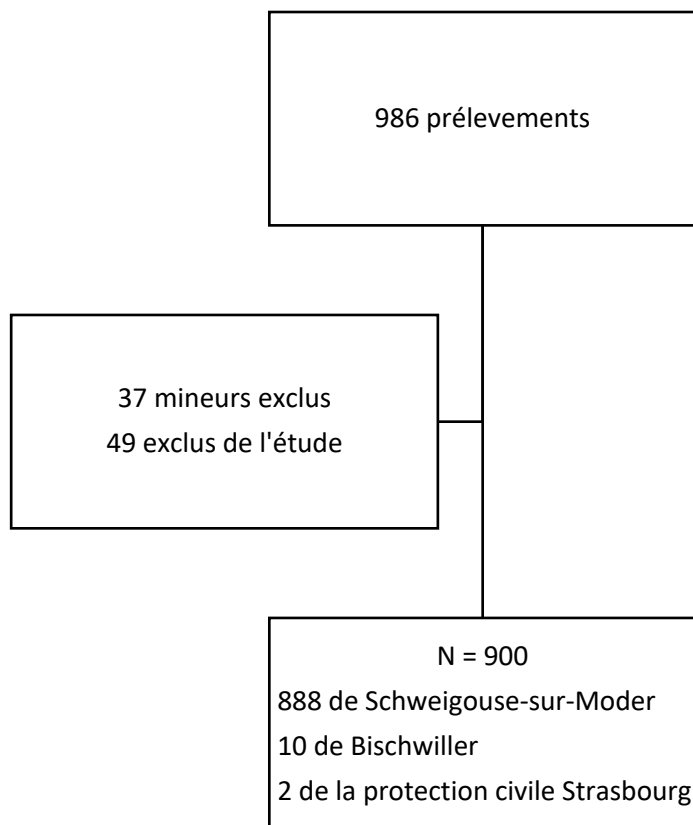 986 prélevements
37 mineurs exclus
49 exclus de l'étude
N = 900
888 de Schweigouse-sur-Moder
10 de Bischwiller
2 de la protection civile Strasbourg